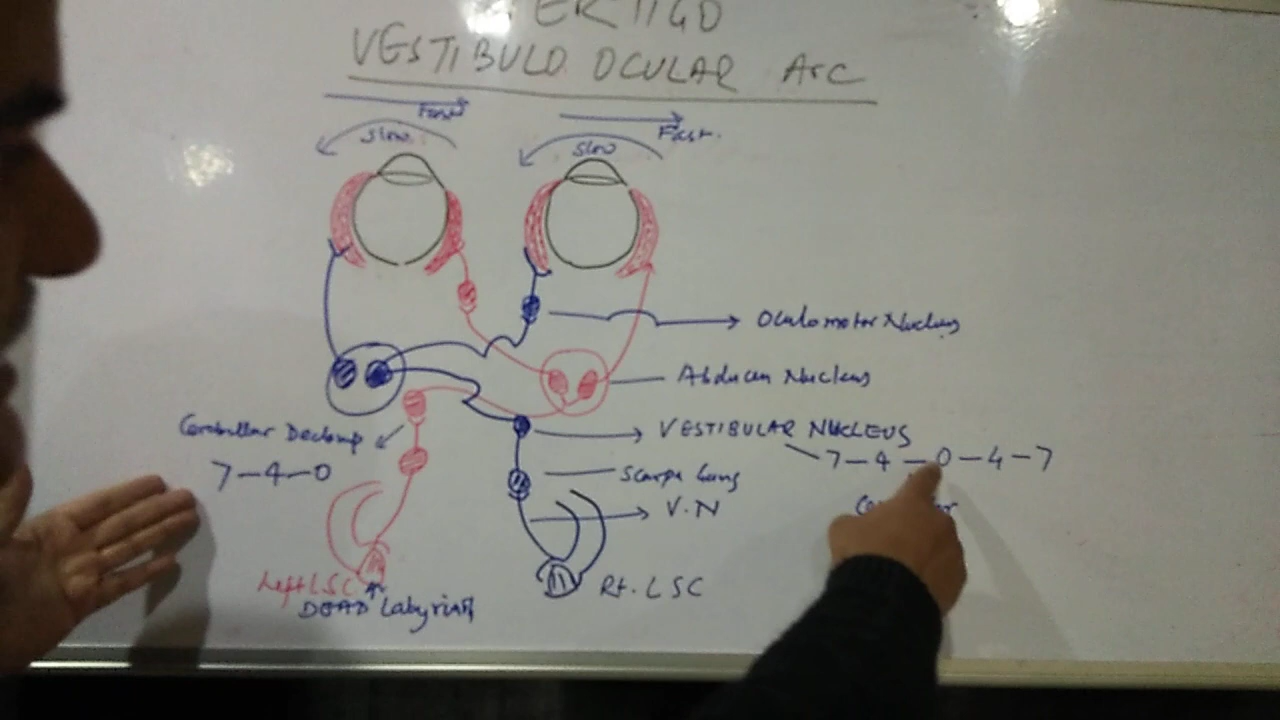 ERTIGO
VESTIBULO OCULAR Arc
Fast
Slow
Fast.
Slow
Oculomotor Nucleus
Abducen Nucleus
Cerebellar Declamp
7-4-0
VESTIBULAR NUCLEUS
7-4-0-4-7
Scarpa Gang
V.N
Left LSC
DEAD Labyrinth
Rt. LSC